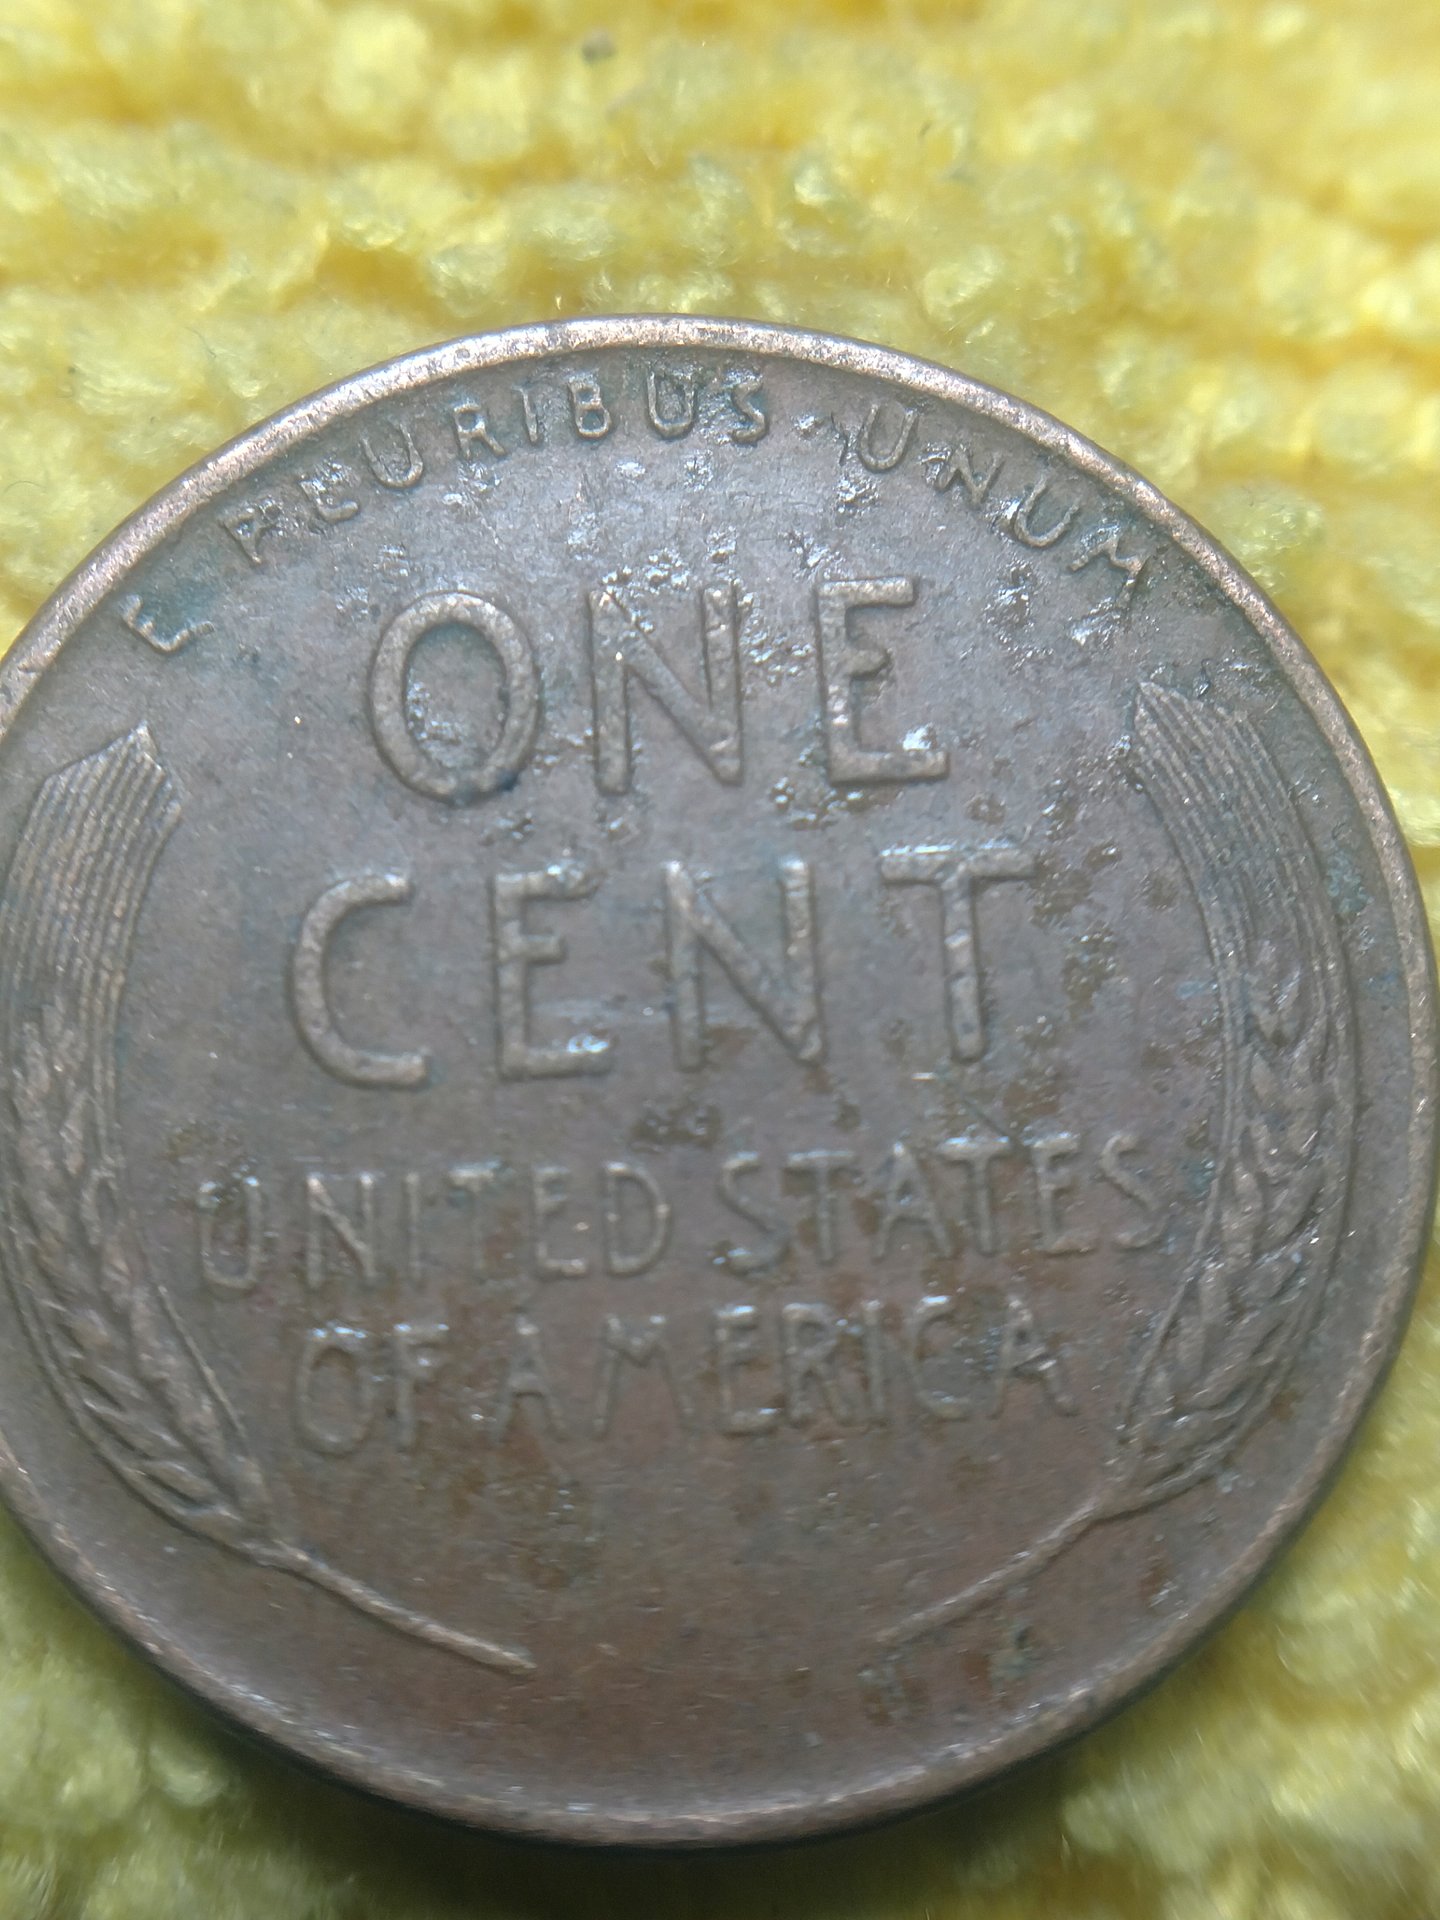 E PLURIBUS · UNUM
ONE
CENT
UNITED STATES
OF AMERICA